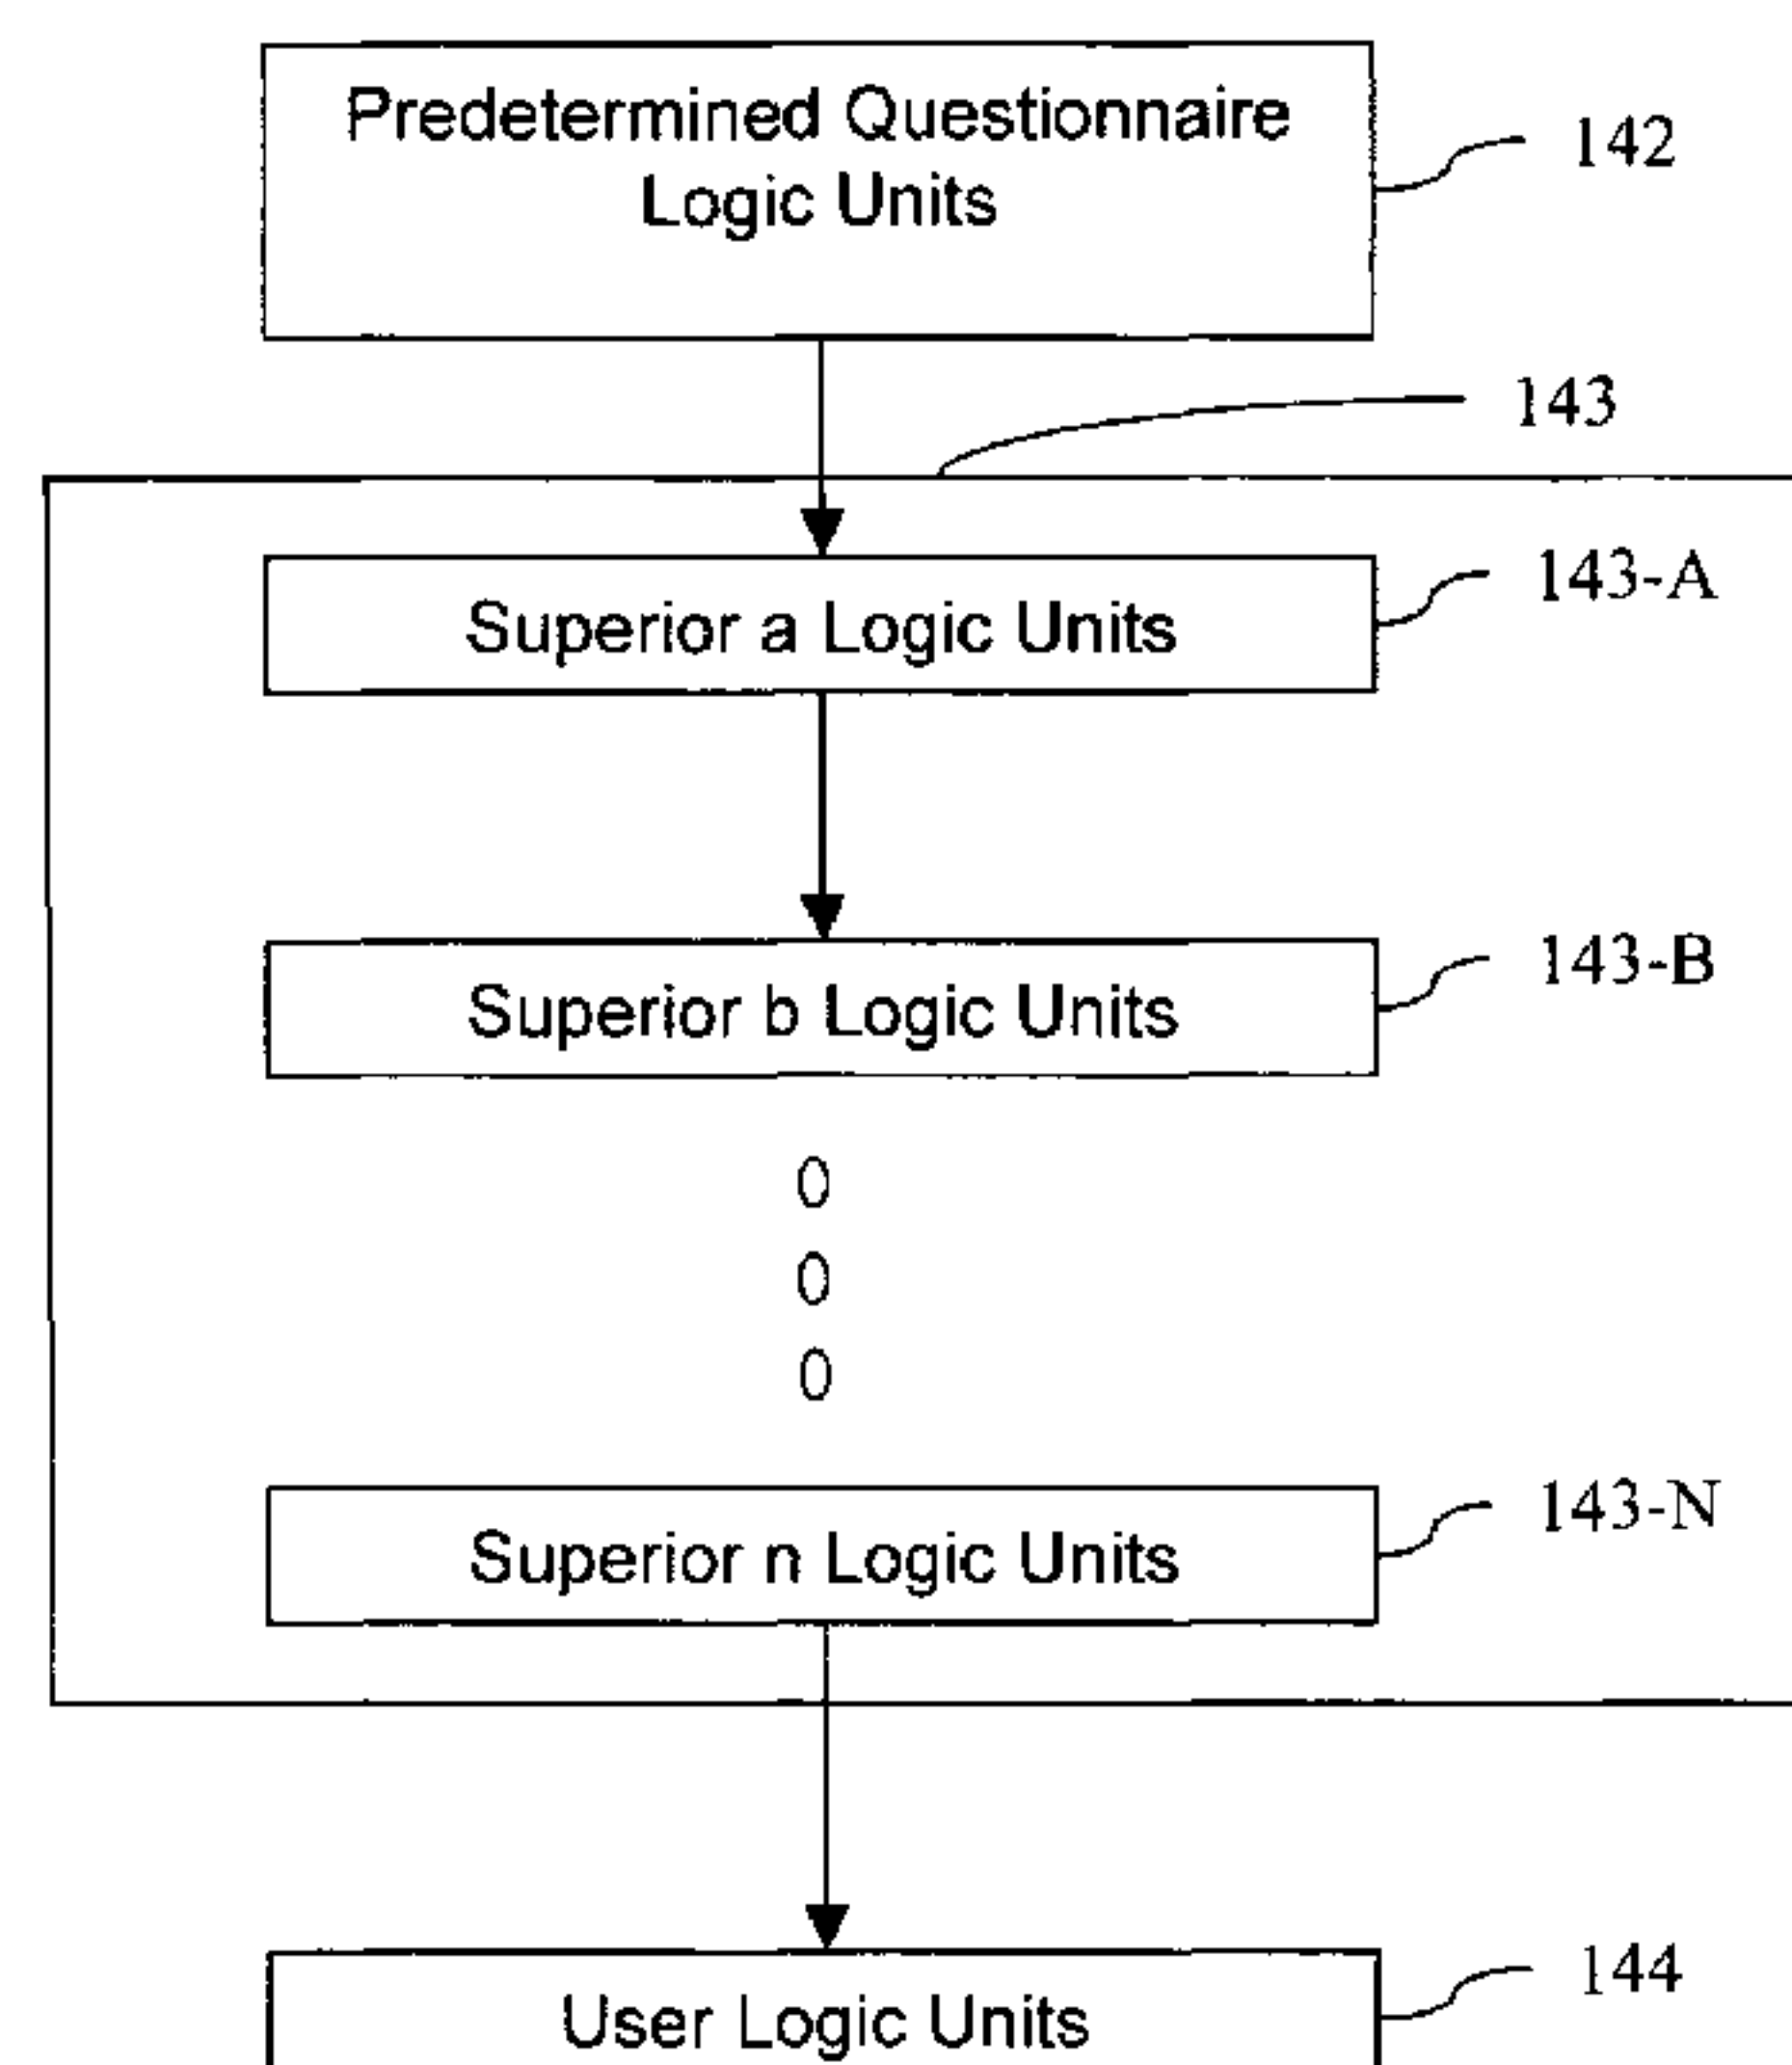 Predetermined Questionnaire
Logic Units
142
143
Superior a Logic Units
143-A
Superior b Logic Units
143-B
0
0
0
Superior n Logic Units
143-N
User Logic Units
144